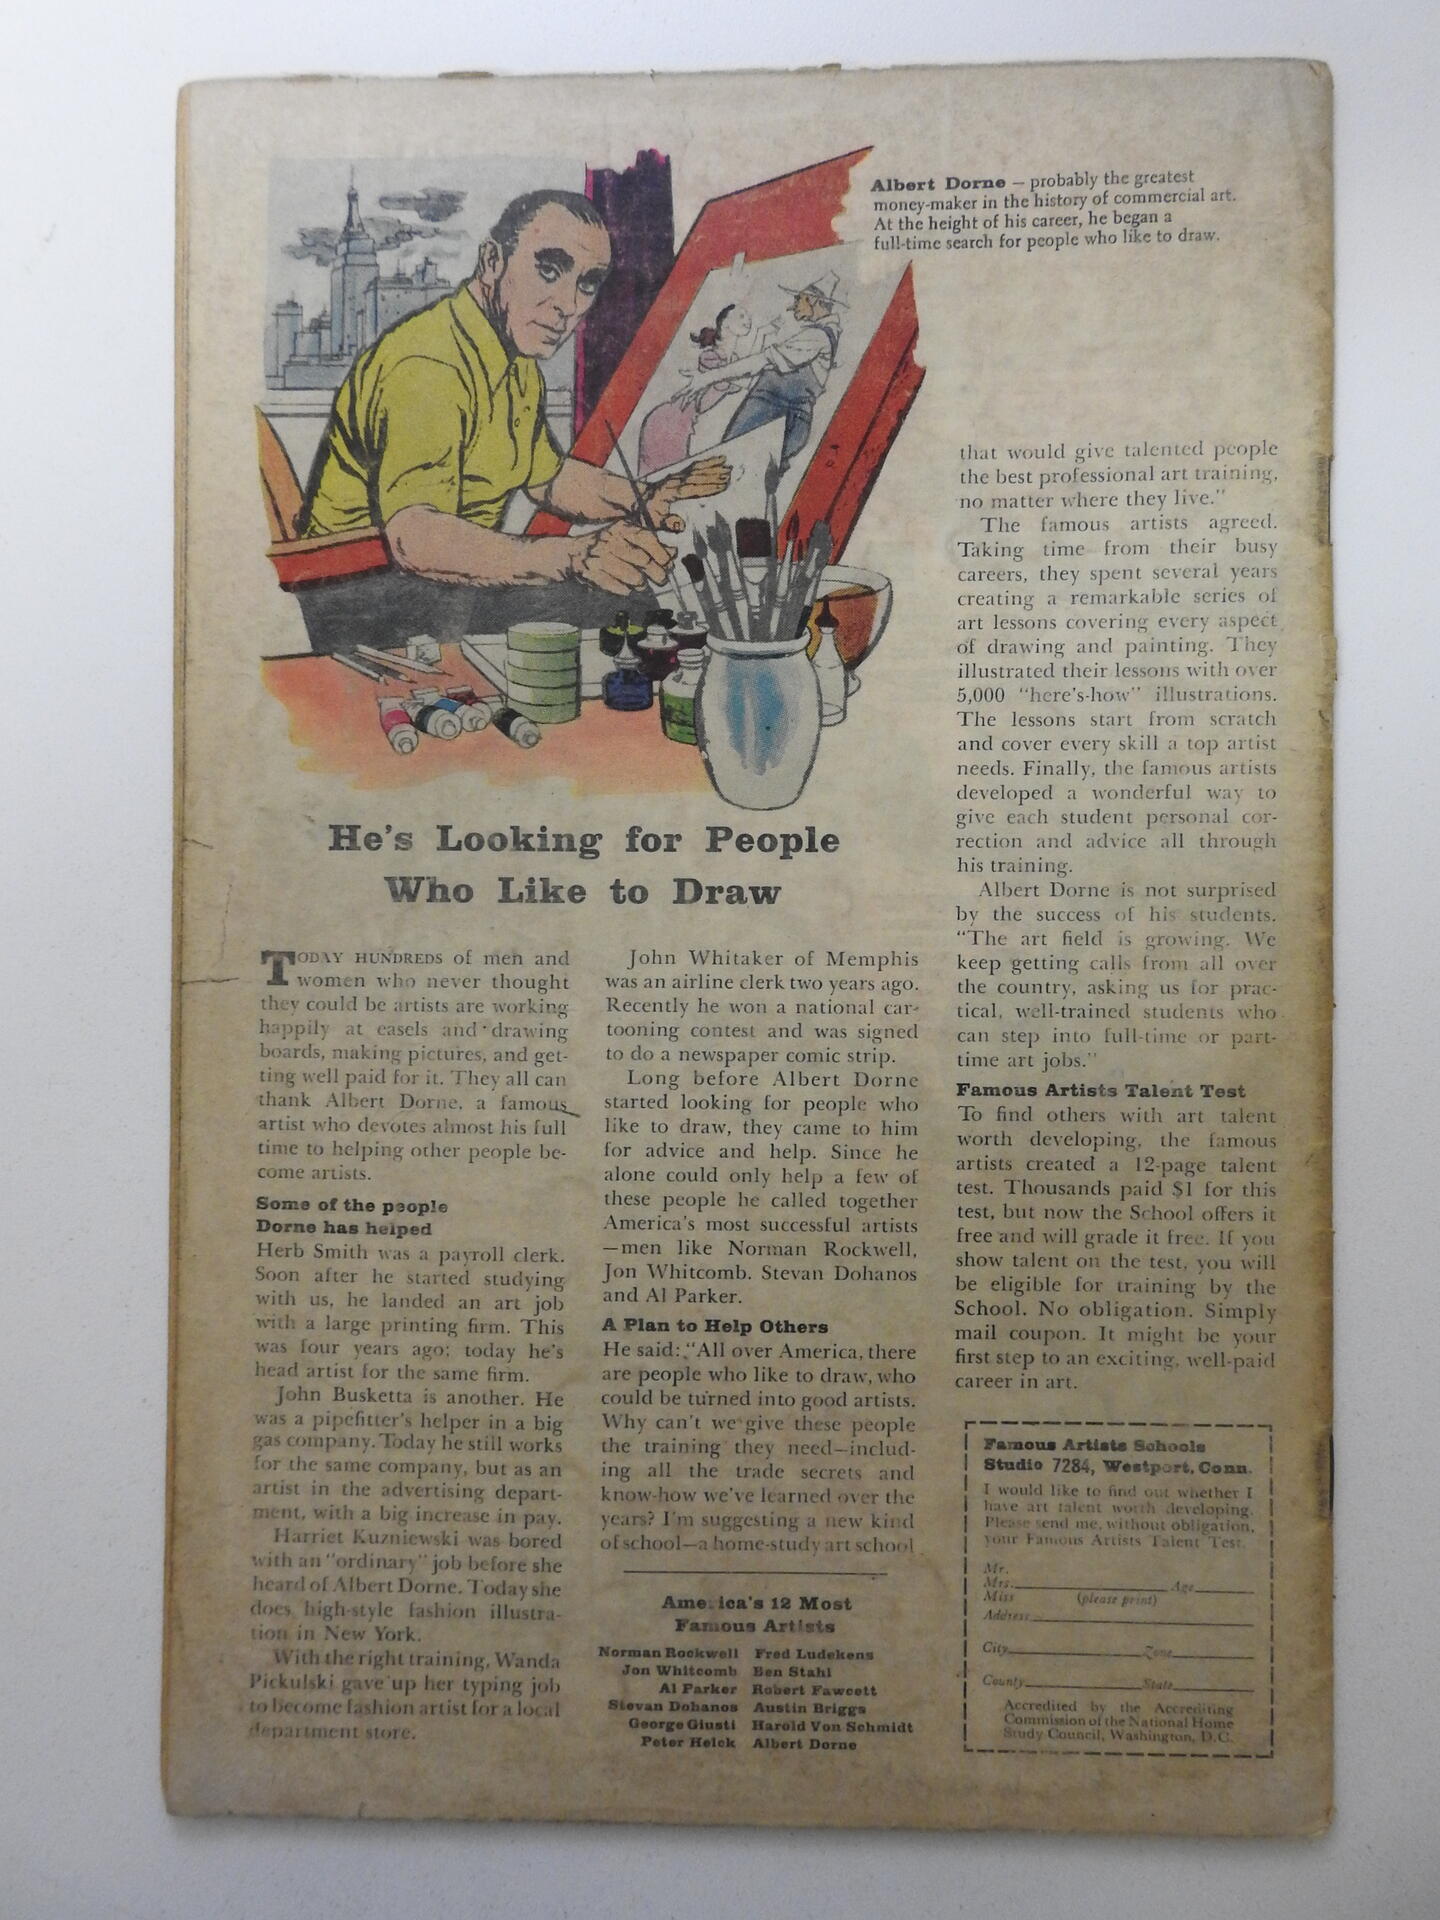 Albert Dorne — probably the greatest
money-maker in the history of commercial art.
At the height of his career, he began a
full-time search for people who like to draw.
He's Looking for People
Who Like to Draw
TODAY HUNDREDS of men and
women who never thought
they could be artists are working
happily at easels and drawing
boards, making pictures, and get-
ting well paid for it. They all can
thank Albert Dorne, a famous
artist who devotes almost his full
time to helping other people be-
come artists.
Some of the people
Dorne has helped
Herb Smith was a payroll clerk.
Soon after he started studying
with us, he landed an art job
with a large printing firm. This
was four years ago; today he's
head artist for the same firm.
John Busketta is another. He
was a pipefitter's helper in a big
gas company. Today he still works
for the same company, but as an
artist in the advertising depart-
ment, with a big increase in pay.
Harriet Kuzniewski was bored
with an "ordinary" job before she
heard of Albert Dorne. Today she
does high-style fashion illustra-
tion in New York.
With the right training, Wanda
Pickulski gave up her typing job
to become fashion artist for a local
department store.
John Whitaker of Memphis
was an airline clerk two years ago.
Recently he won a national car-
tooning contest and was signed
to do a newspaper comic strip.
Long before Albert Dorne
started looking for people who
like to draw, they came to him
for advice and help. Since he
alone could only help a few of
these people he called together
America's most successful artists
—men like Norman Rockwell,
Jon Whitcomb. Stevan Dohanos
and Al Parker.
A Plan to Help Others
He said: "All over America, there
are people who like to draw, who
could be turned into good artists.
Why can't we give these people
the training they need—includ-
ing all the trade secrets and
know-how we've learned over the
years? I'm suggesting a new kind
of school—a home-study art school
America's 12 Most
Famous Artists
Norman Rockwell Fred Ludekens
Jon Whitcomb Ben Stahl
Al Parker Robert Fawcett
Stevan Dohanos Austin Briggs
George Giusti Harold Von Schmidt
Peter Helck Albert Dorne
that would give talented people
the best professional art training,
no matter where they live."
The famous artists agreed.
Taking time from their busy
careers, they spent several years
creating a remarkable series of
art lessons covering every aspect
of drawing and painting. They
illustrated their lessons with over
5,000 "here's-how" illustrations.
The lessons start from scratch
and cover every skill a top artist
needs. Finally, the famous artists
developed a wonderful way to
give each student personal cor-
rection and advice all through
his training.
Albert Dorne is not surprised
by the success of his students.
"The art field is growing. We
keep getting calls from all over
the country, asking us for prac-
tical, well-trained students who
can step into full-time or part-
time art jobs."
Famous Artists Talent Test
To find others with art talent
worth developing, the famous
artists created a 12-page talent
test. Thousands paid $1 for this
test, but now the School offers it
free and will grade it free. If you
show talent on the test, you will
be eligible for training by the
School. No obligation. Simply
mail coupon. It might be your
first step to an exciting, well-paid
career in art.
Famous Artists Schools
Studio 7284, Westport, Conn.
I would like to find out whether I
have art talent worth developing.
Please send me, without obligation,
your Famous Artists Talent Test.
Mr.
Mrs. Age
Miss (please print)
Address
City Zone
County State
Accredited by the Accrediting
Commission of the National Home
Study Council, Washington, D.C.